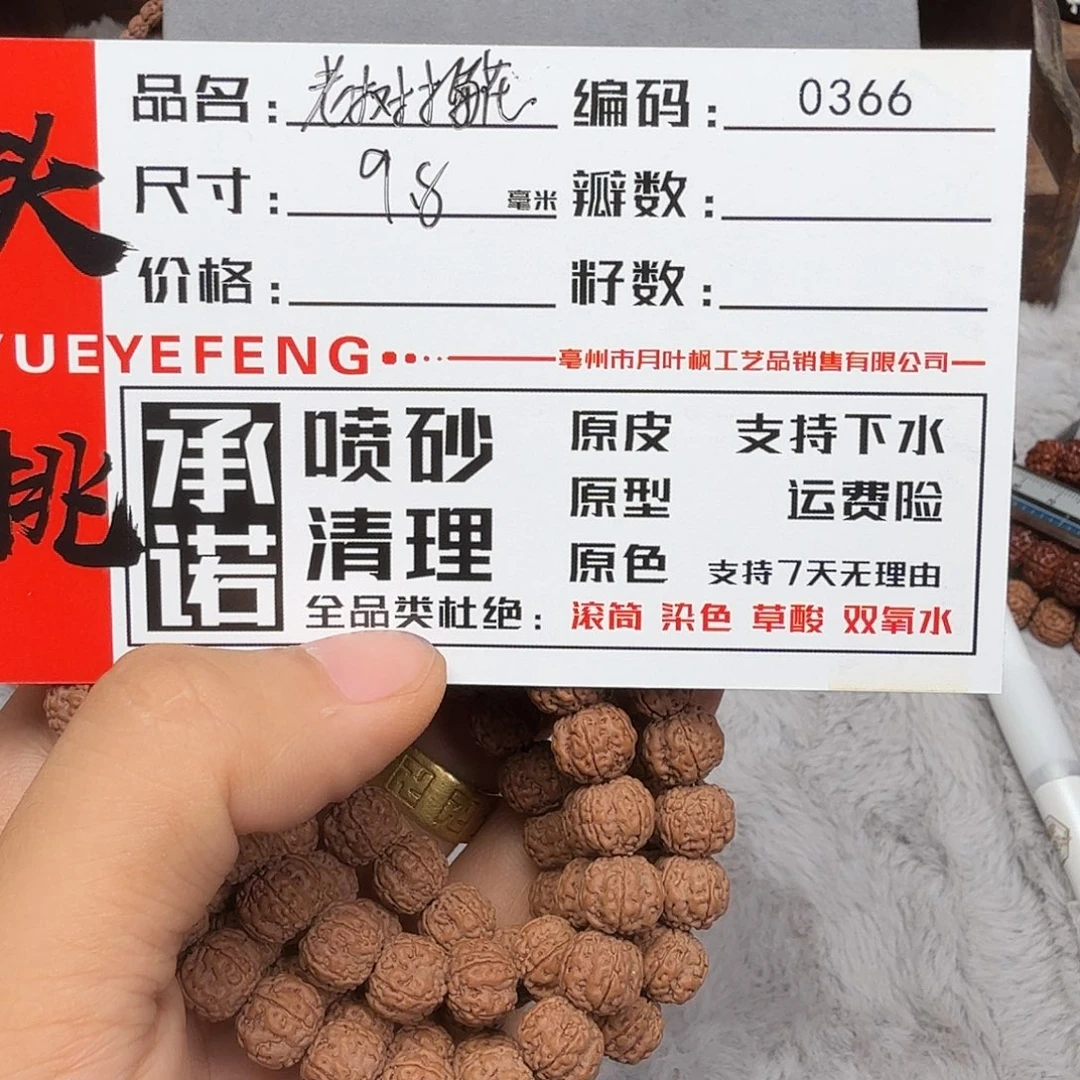 头
挑
品名： 编码：0366
尺寸：9.8 毫米 瓣数：
价格： 籽数：
YUEYEFENG 亳州市月叶枫工艺品销售有限公司
承诺
喷砂 原皮 支持下水
清理 原型 运费险
原色 支持7天无理由
全品类杜绝：滚筒 染色 草酸 双氧水